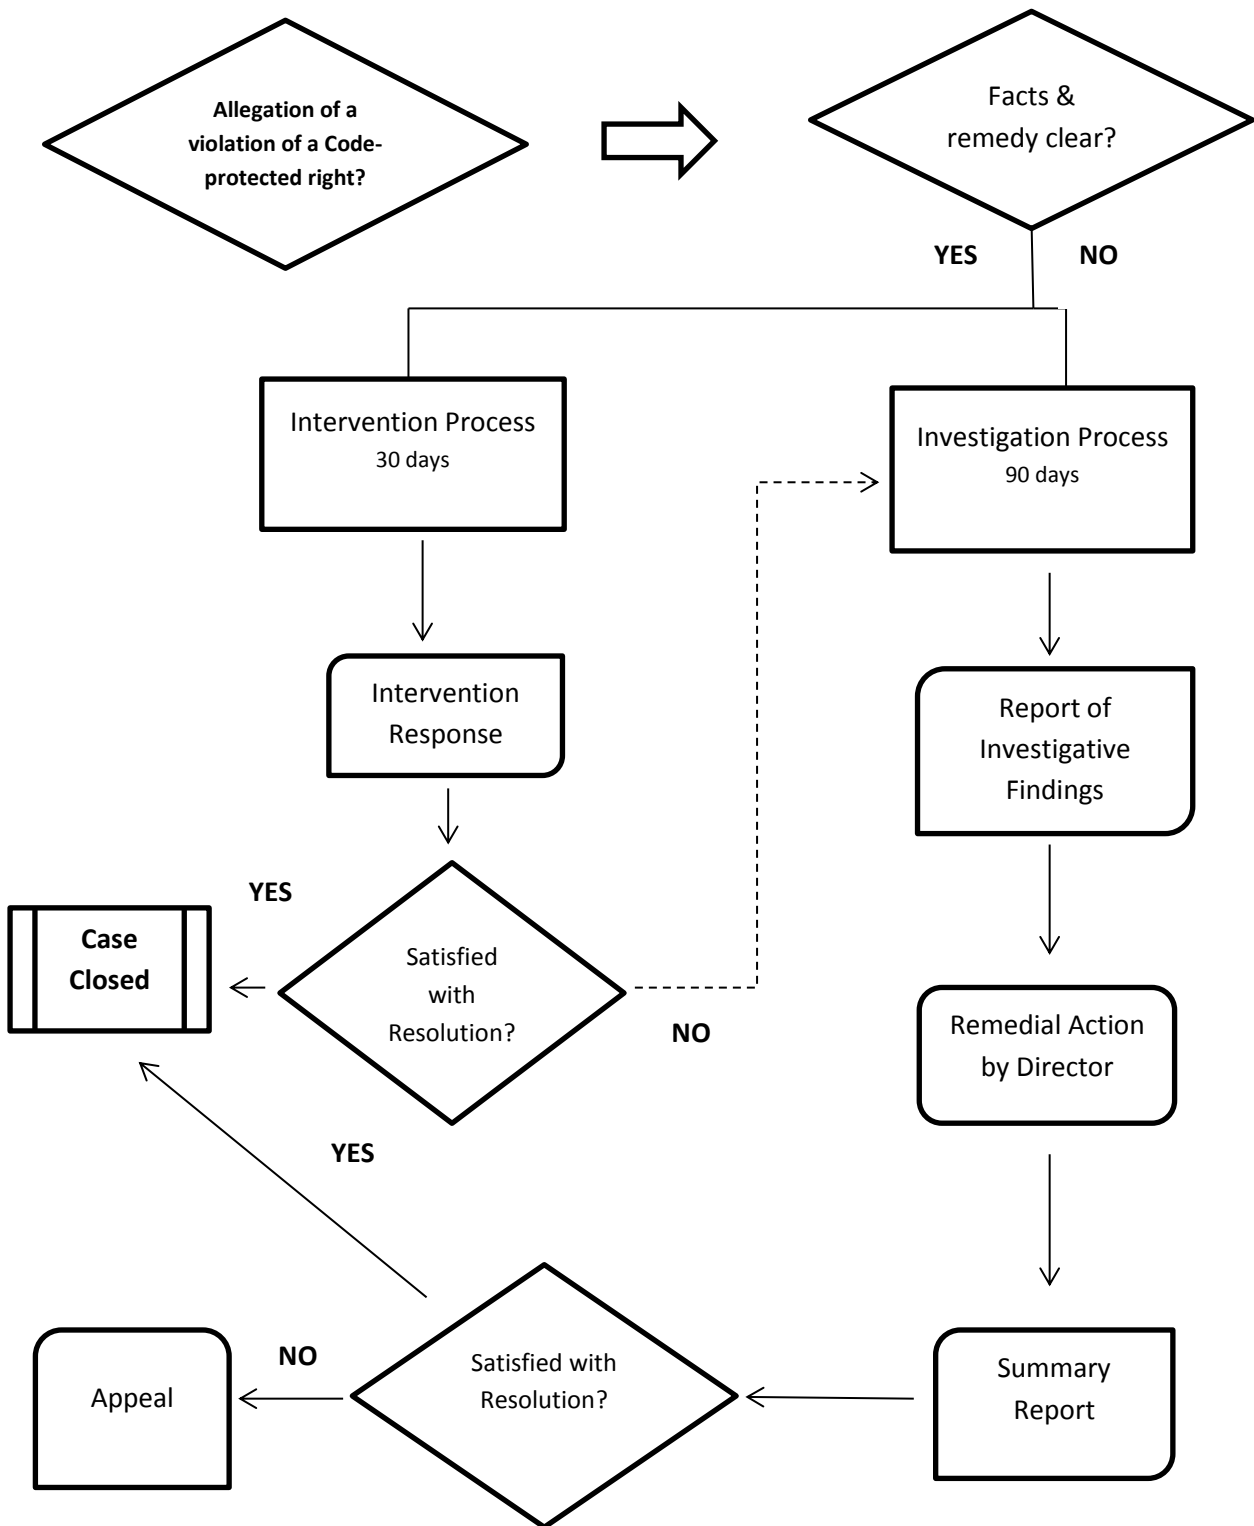 Allegation of a
violation of a Code-
protected right?
Facts &
remedy clear?
YES
NO
Intervention Process
30 days
Investigation Process
90 days
Intervention
Response
Report of
Investigative
Findings
YES
Case
Closed
Satisfied
with
Resolution?
NO
Remedial Action
by Director
YES
Summary
Report
Satisfied with
Resolution?
NO
Appeal